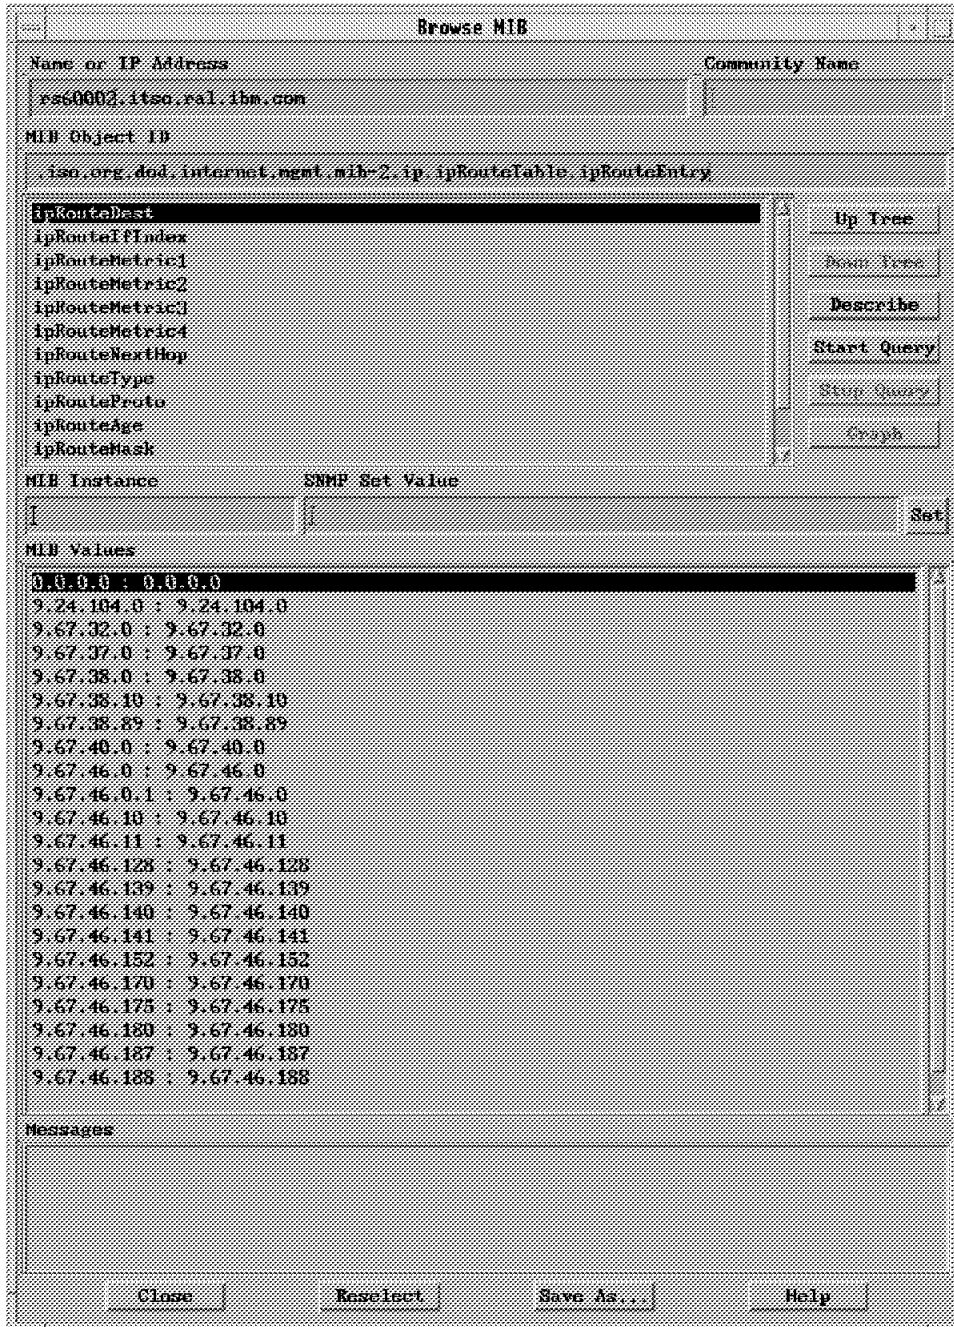 Browse MIB
Name or IP Address
Community Name
rs60002.itso.ral.ibm.com
MIB Object ID
.iso.org.dod.internet.mgmt.mib-2.ip.ipRouteTable.ipRouteEntry
ipRouteDest
ipRouteIfIndex
ipRouteMetric1
ipRouteMetric2
ipRouteMetric3
ipRouteMetric4
ipRouteNextHop
ipRouteType
ipRouteProto
ipRouteAge
ipRouteMask
Up Tree
Down Tree
Describe
Start Query
Stop Query
Graph
MIB Instance
SNMP Set Value
Set
MIB Values
0.0.0.0 : 0.0.0.0
9.24.104.0 : 9.24.104.0
9.67.32.0 : 9.67.32.0
9.67.37.0 : 9.67.37.0
9.67.38.0 : 9.67.38.0
9.67.38.10 : 9.67.38.10
9.67.38.89 : 9.67.38.89
9.67.40.0 : 9.67.40.0
9.67.46.0 : 9.67.46.0
9.67.46.0.1 : 9.67.46.0
9.67.46.10 : 9.67.46.10
9.67.46.11 : 9.67.46.11
9.67.46.128 : 9.67.46.128
9.67.46.139 : 9.67.46.139
9.67.46.140 : 9.67.46.140
9.67.46.141 : 9.67.46.141
9.67.46.152 : 9.67.46.152
9.67.46.170 : 9.67.46.170
9.67.46.175 : 9.67.46.175
9.67.46.180 : 9.67.46.180
9.67.46.187 : 9.67.46.187
9.67.46.188 : 9.67.46.188
Messages
Close
Reselect
Save As...
Help